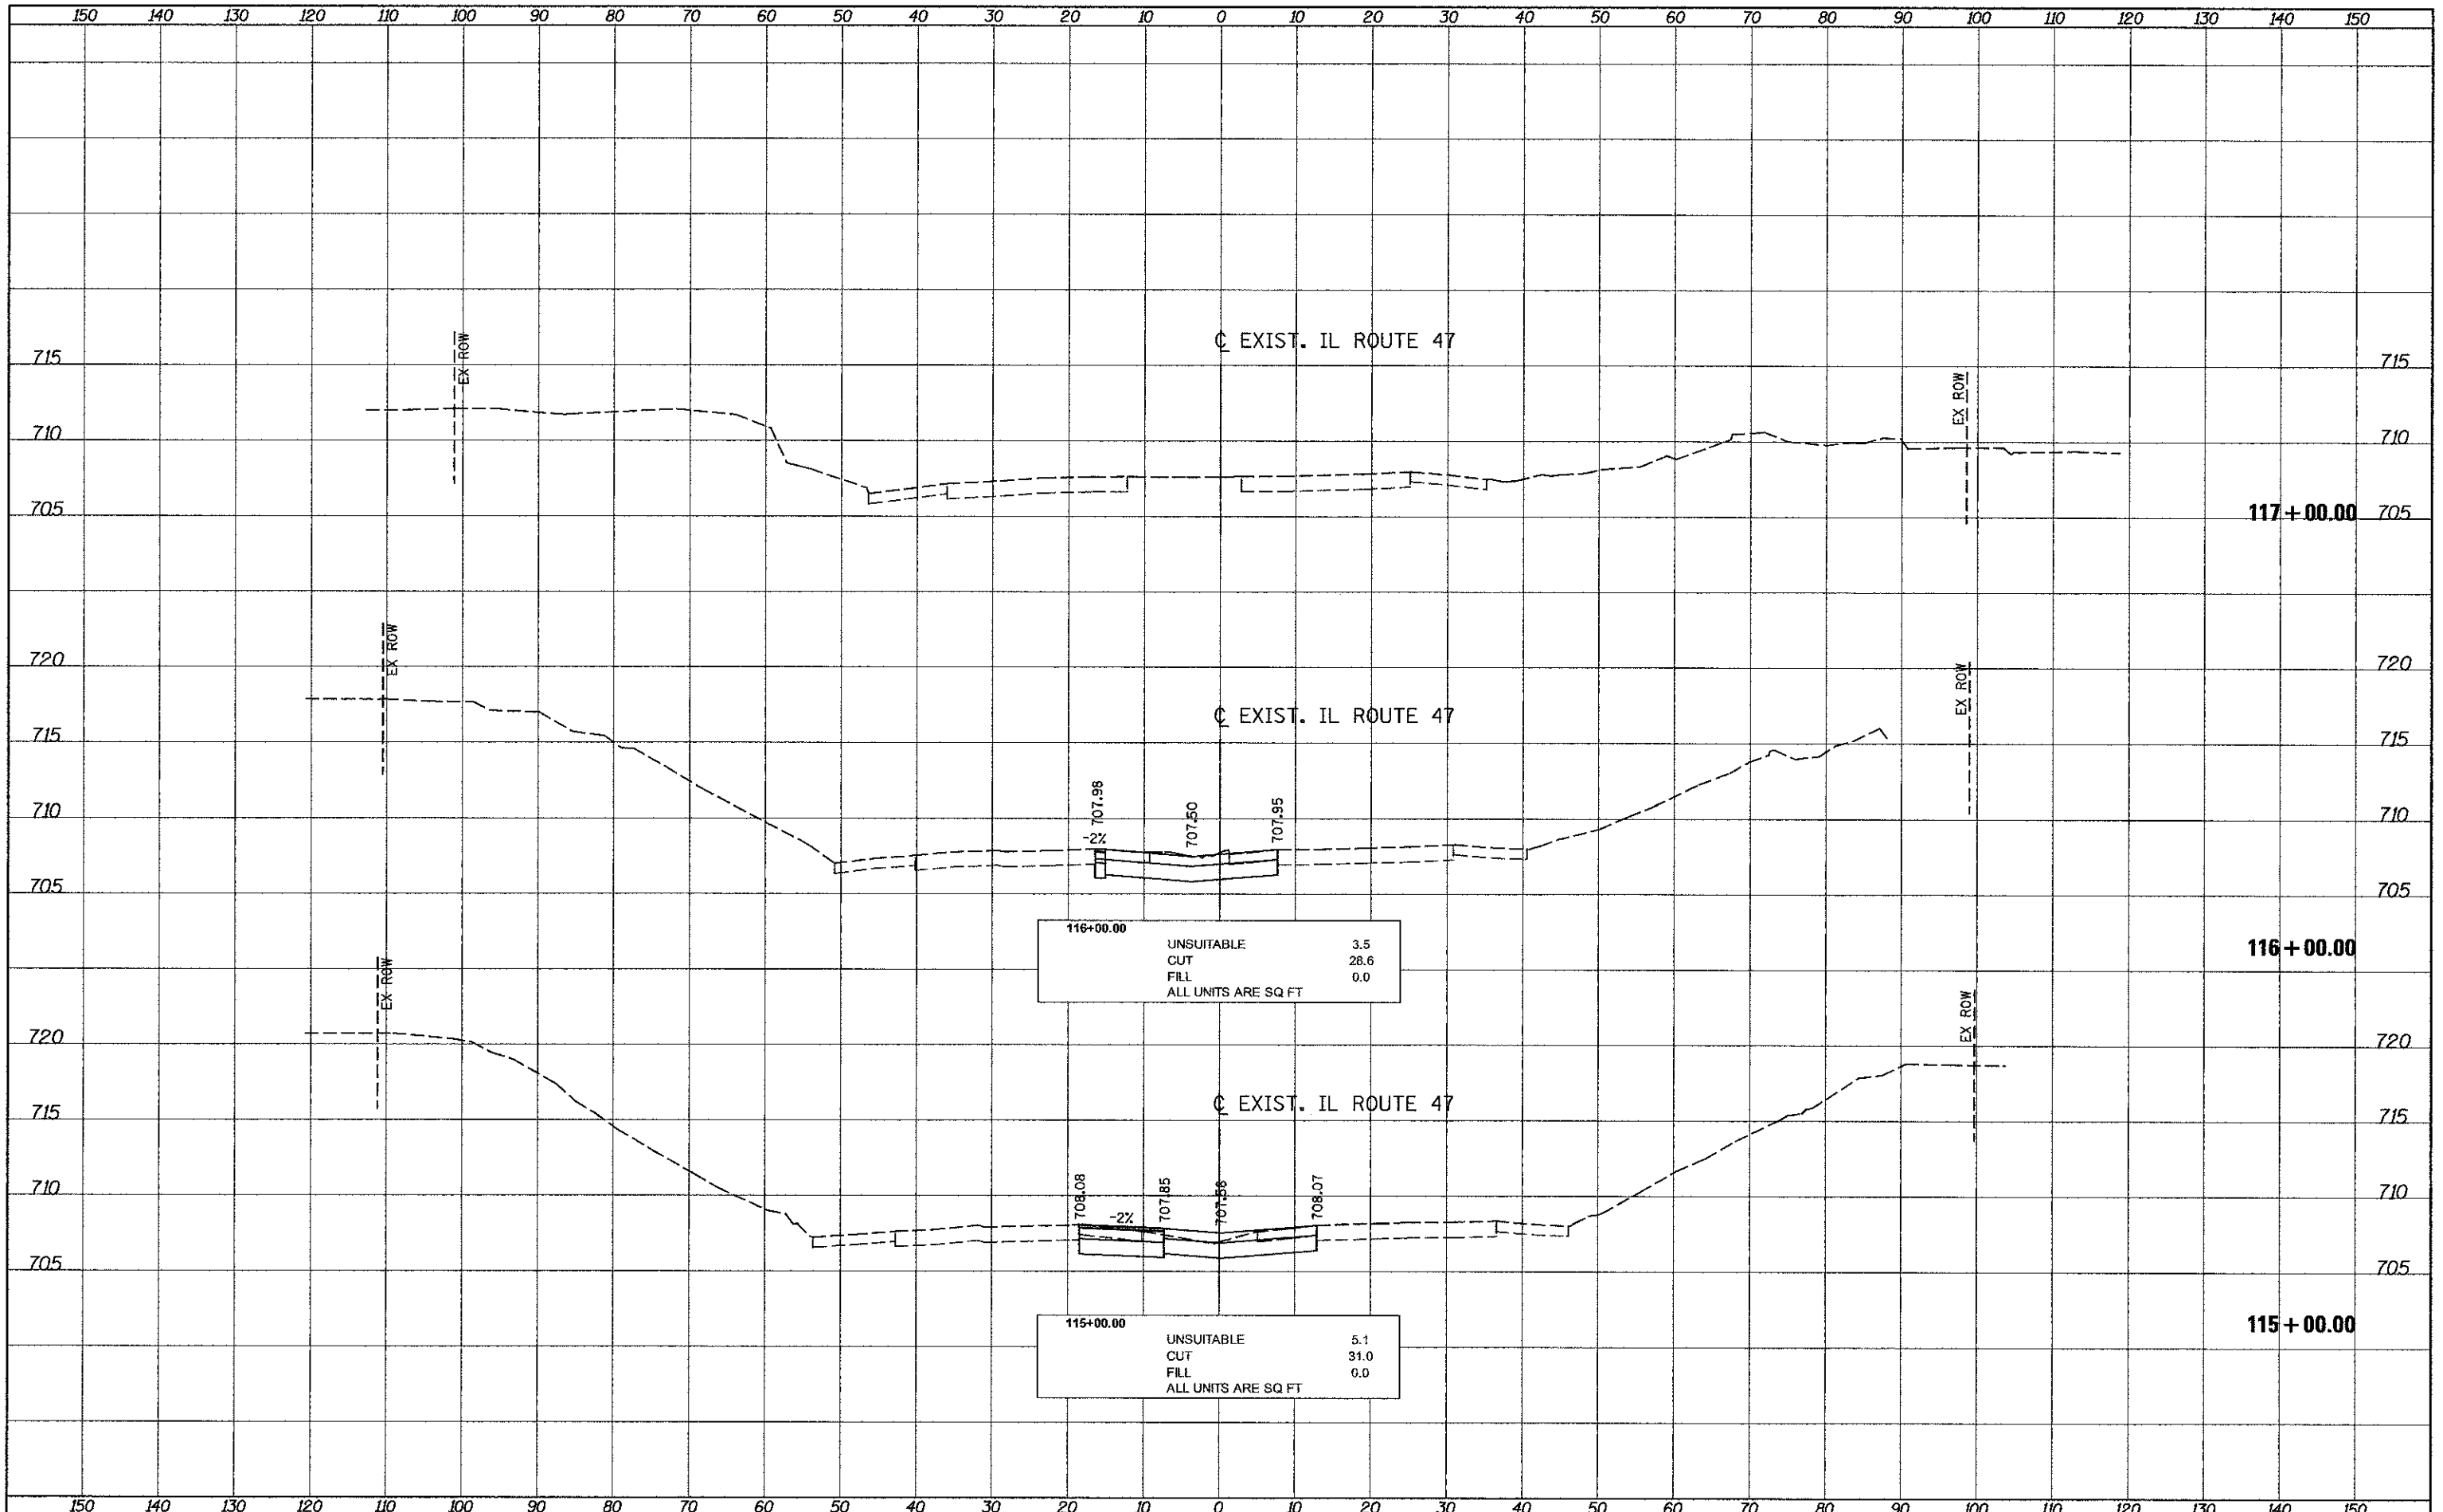 150 140 130 120 110 100 90 80 70 60 50 40 30 20 10 0 10 20 30 40 50 60 70 80 90 100 110 120 130 140 150
℄ EXIST. IL ROUTE 47
EX ROW
EX ROW
715 715
710 710
705 117+00.00 705
EX ROW
EX ROW
720 720
℄ EXIST. IL ROUTE 47
715 715
707.98 707.50 707.95
710 710
-2%
705 705
116+00.00
UNSUITABLE 3.5
CUT 28.6
FILL 0.0
ALL UNITS ARE SQ FT
116+00.00
EX ROW
EX ROW
720 720
℄ EXIST. IL ROUTE 47
715 715
708.08 707.85 707.56 708.07
710 710
-2%
705 705
115+00.00
UNSUITABLE 5.1
CUT 31.0
FILL 0.0
ALL UNITS ARE SQ FT
115+00.00
150 140 130 120 110 100 90 80 70 60 50 40 30 20 10 0 10 20 30 40 50 60 70 80 90 100 110 120 130 140 150